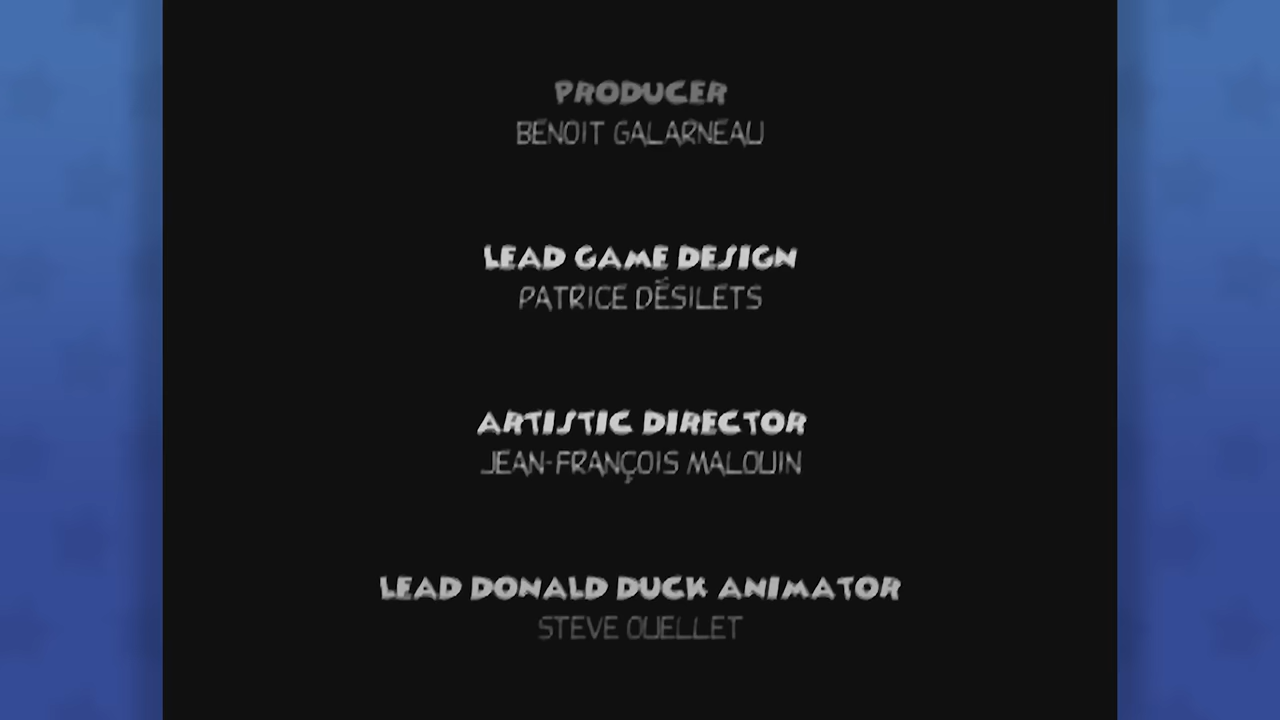 PRODUCER
BENOIT GALARNEAU
LEAD GAME DESIGN
PATRICE DÉSILETS
ARTISTIC DIRECTOR
JEAN-FRANÇOIS MALOUIN
LEAD DONALD DUCK ANIMATOR
STEVE OUELLET